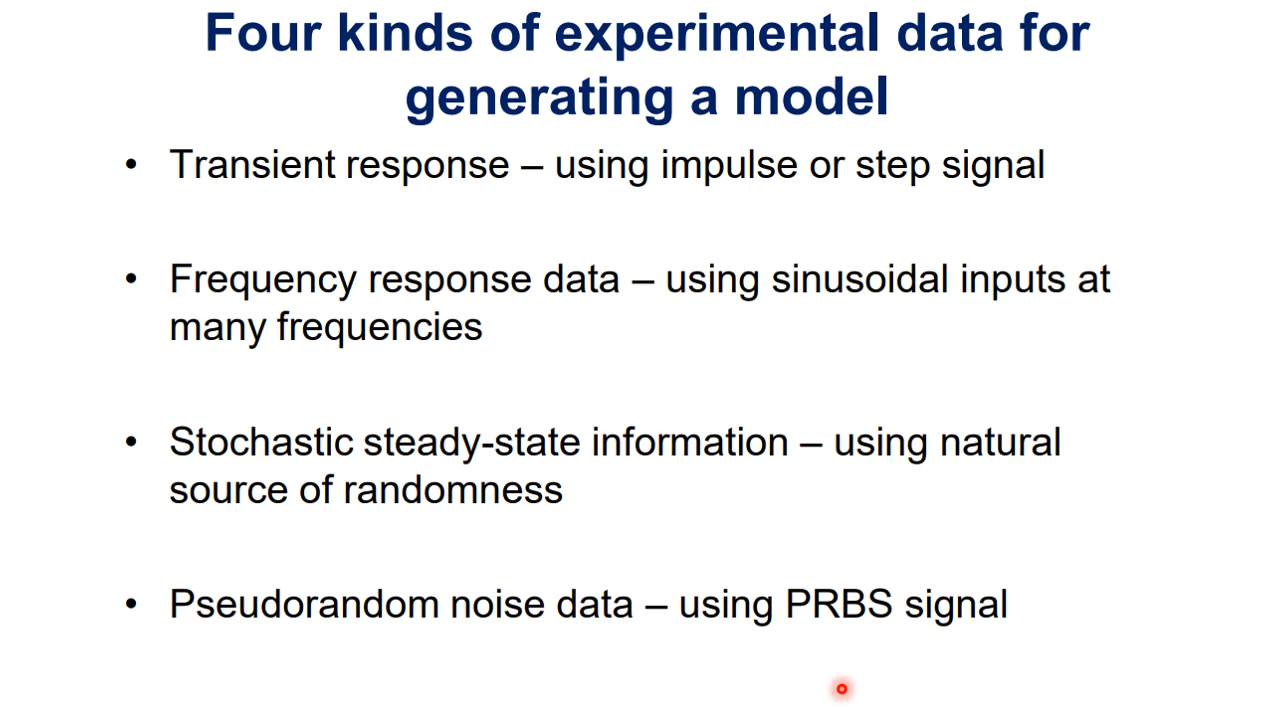 Four kinds of experimental data for
generating a model
• Transient response – using impulse or step signal
• Frequency response data – using sinusoidal inputs at
many frequencies
• Stochastic steady-state information – using natural
source of randomness
• Pseudorandom noise data – using PRBS signal